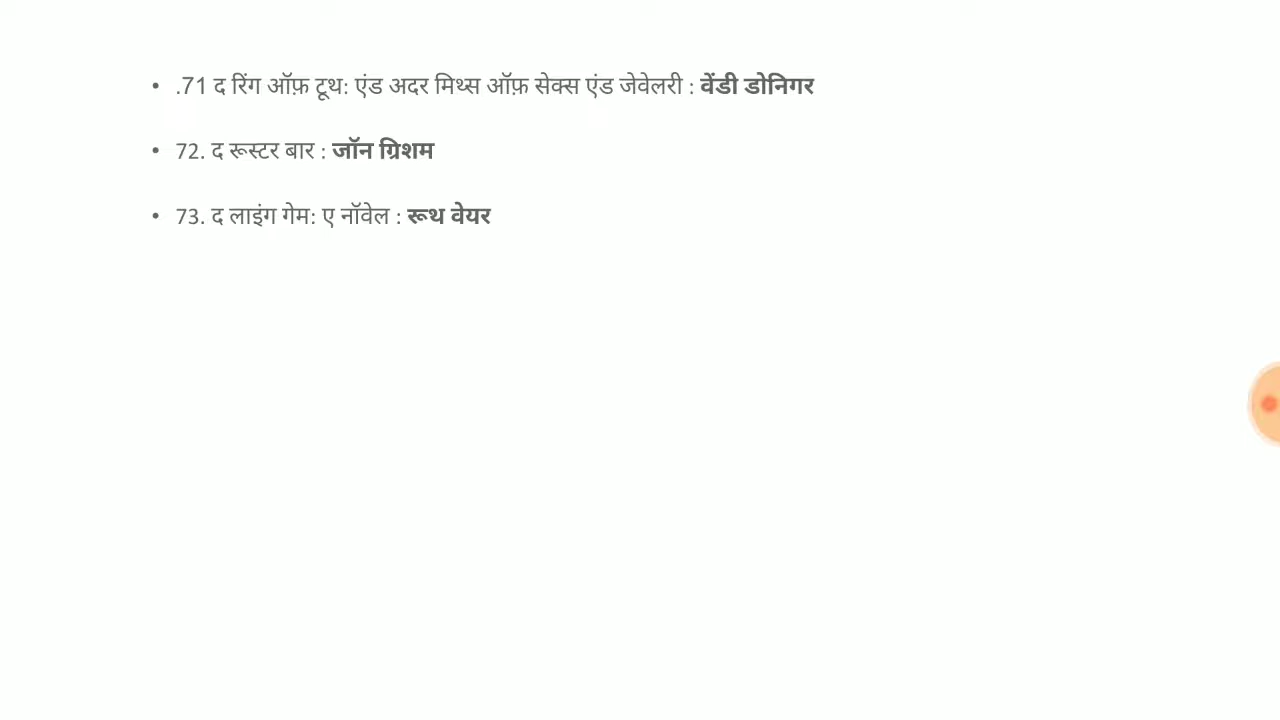 • .71 द रिंग ऑफ़ टूथ: एंड अदर मिथ्स ऑफ़ सेक्स एंड जेवेलरी : वेंडी डोनिगर
• 72. द रूस्टर बार : जॉन ग्रिशम
• 73. द लाइंग गेम: ए नॉवेल : रूथ वेयर